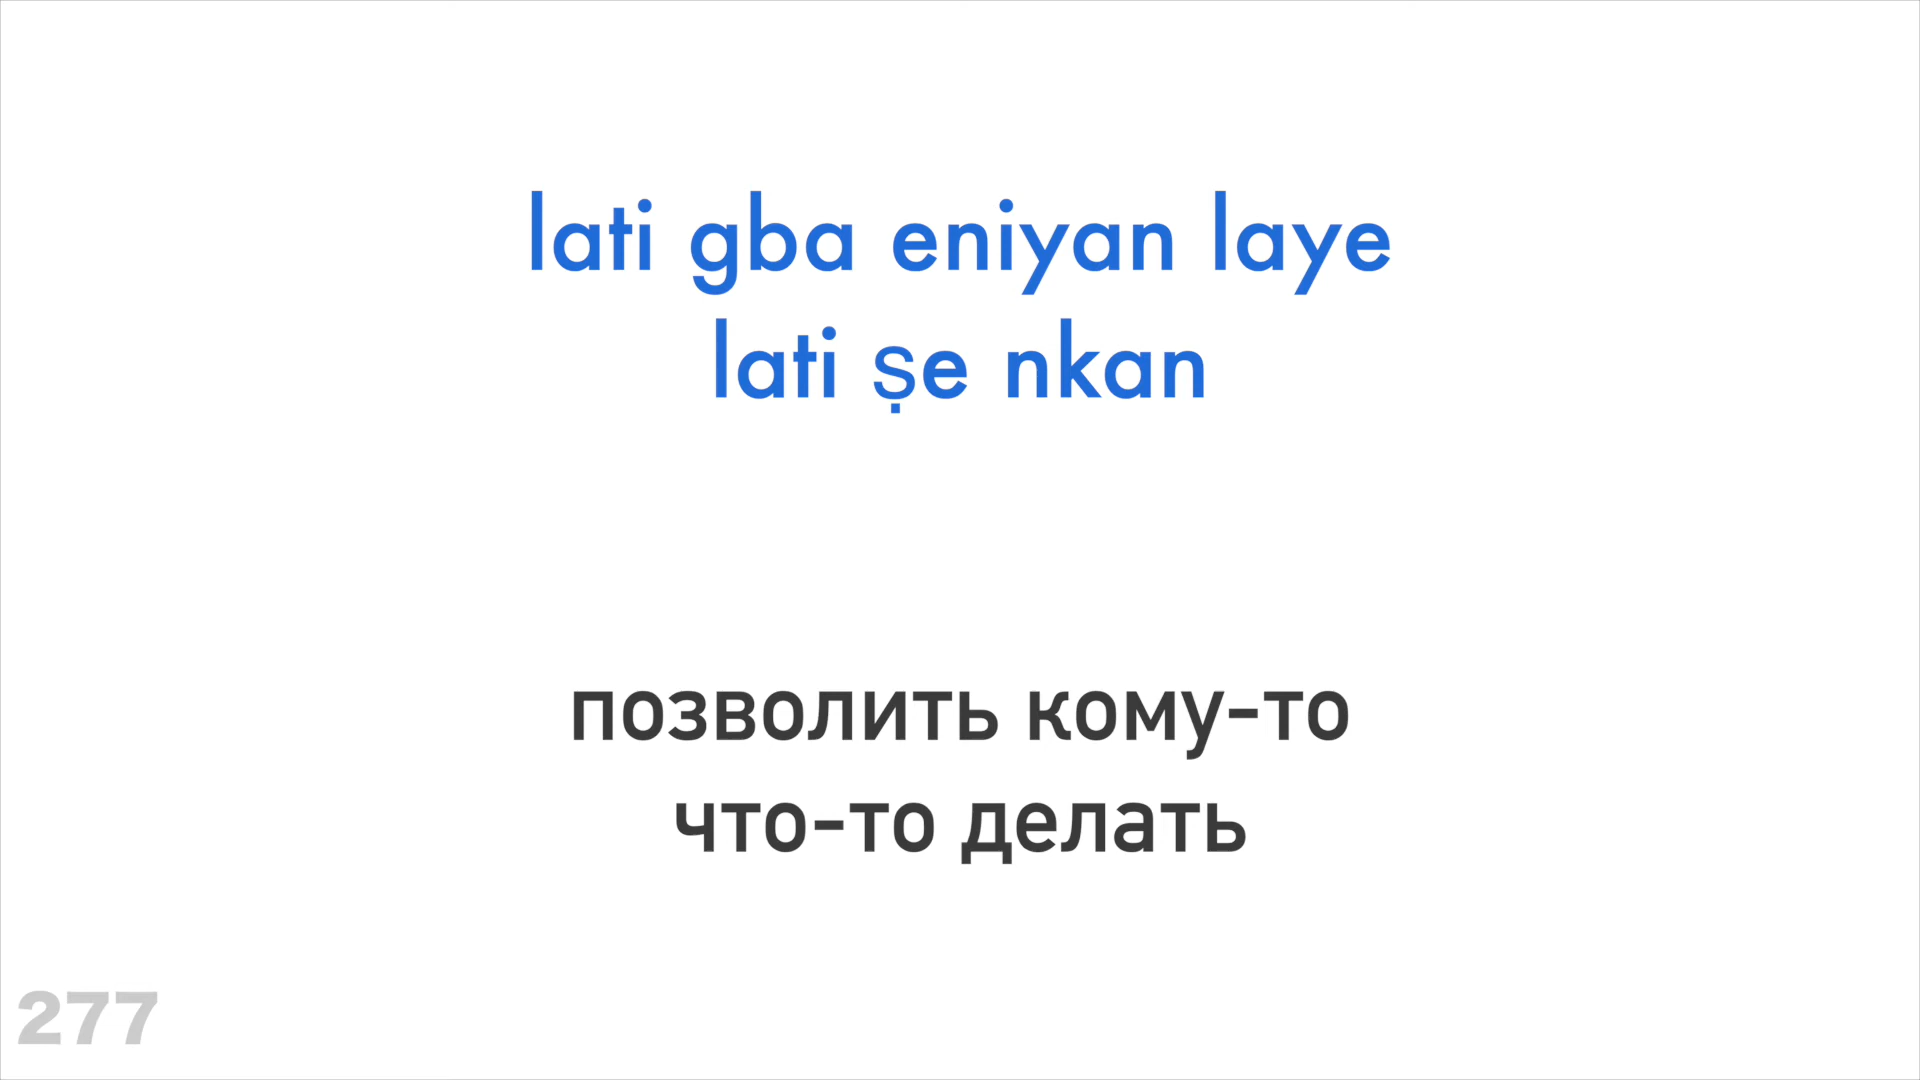 lati gba eniyan laye
lati ṣe nkan
позволить кому-то
что-то делать
277